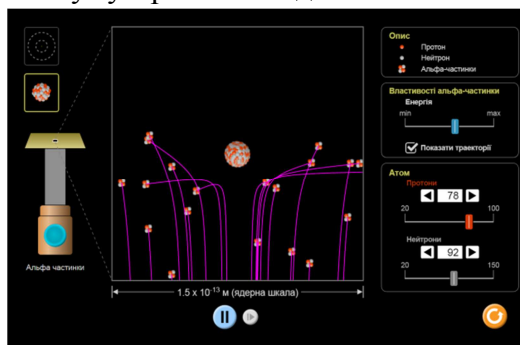 Опис
Протон
Нейтрон
Альфа-частинки
Властивості альфа-частинки
Енергія
min max
Показати траекторії
Атом
Протони
78
20 100
Нейтрони
92
20 150
Альфа частинки
1.5 x 10⁻¹³ м (ядерна шкала)